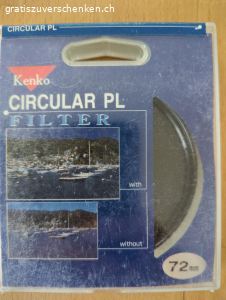 gratiszuverschenken.ch
CIRCULAR PL
Kenko
CIRCULAR PL
FILTER
with
without
72mm